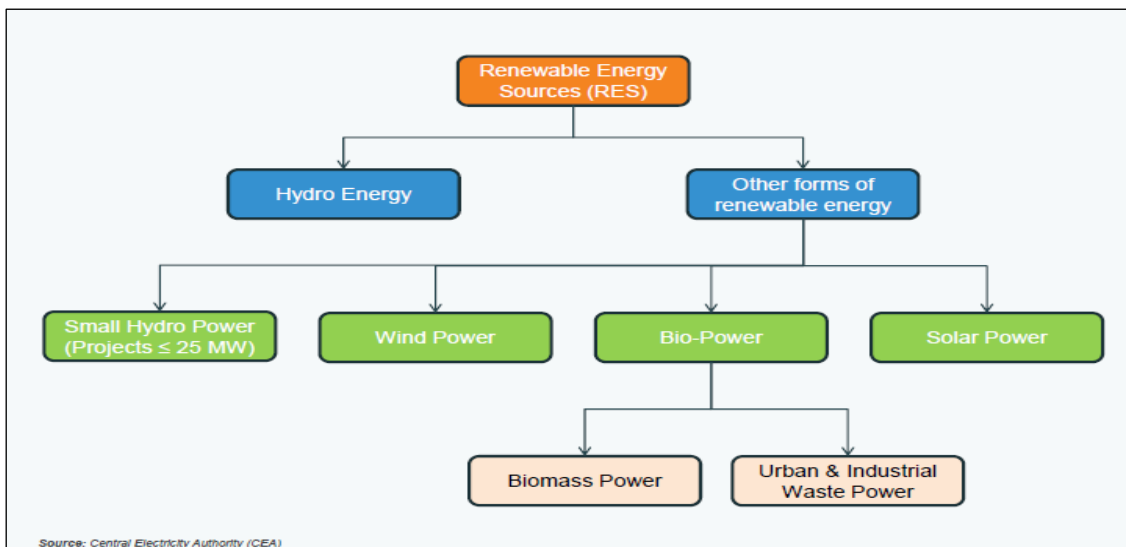 Renewable Energy
Sources (RES)
Hydro Energy
Other forms of
renewable energy
Small Hydro Power
(Projects ≤ 25 MW)
Wind Power
Bio-Power
Solar Power
Biomass Power
Urban & Industrial
Waste Power
Source: Central Electricity Authority (CEA)